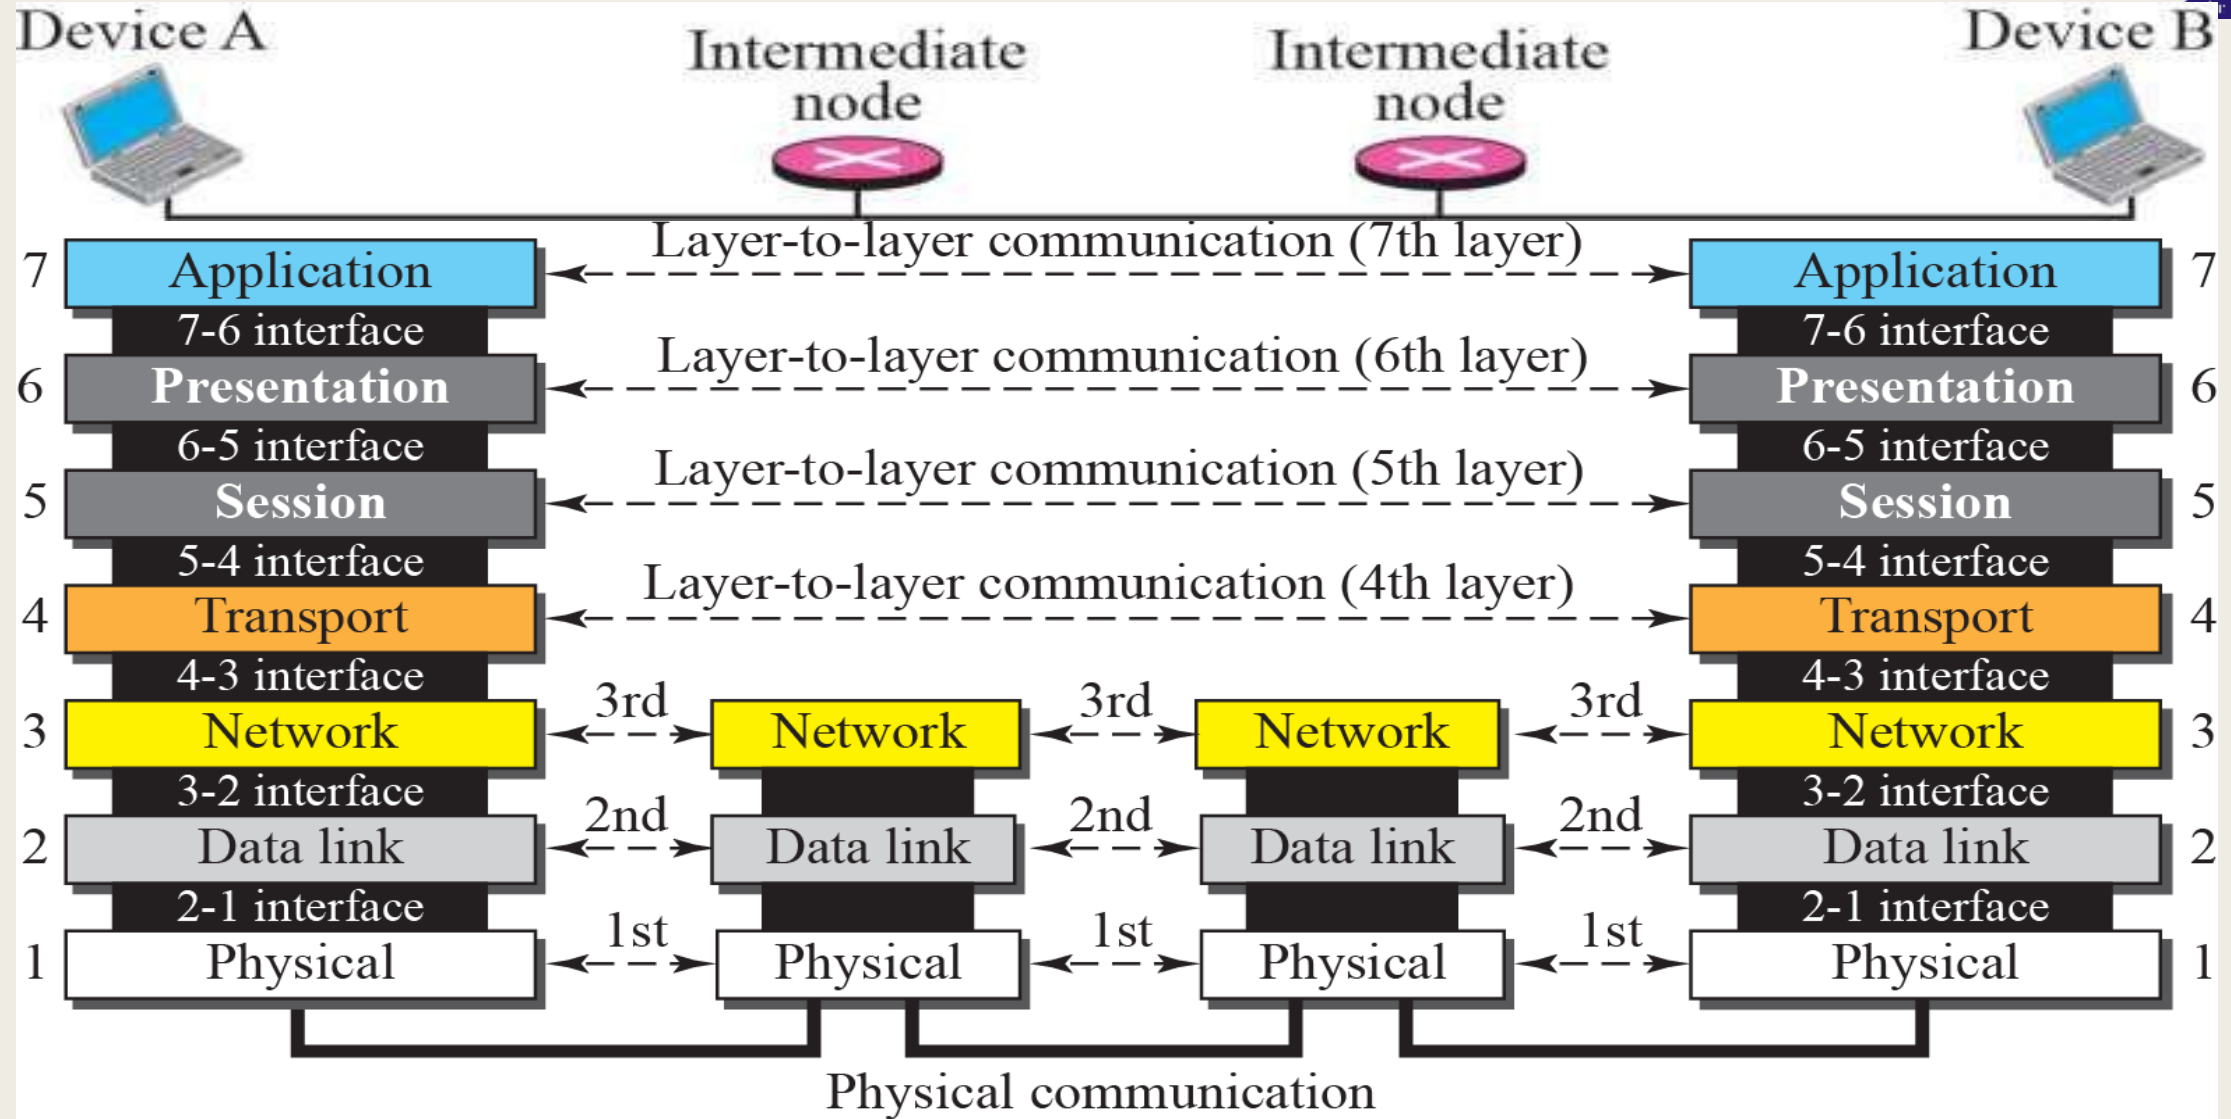 Device A
Intermediate
node
Intermediate
node
Device B
Layer-to-layer communication (7th layer)
7 Application Application 7
7-6 interface 7-6 interface
Layer-to-layer communication (6th layer)
6 Presentation Presentation 6
6-5 interface 6-5 interface
Layer-to-layer communication (5th layer)
5 Session Session 5
5-4 interface 5-4 interface
Layer-to-layer communication (4th layer)
4 Transport Transport 4
4-3 interface 4-3 interface
3rd 3rd 3rd
3 Network Network Network Network 3
3-2 interface 3-2 interface
2nd 2nd 2nd
2 Data link Data link Data link Data link 2
2-1 interface 2-1 interface
1st 1st 1st
1 Physical Physical Physical Physical 1
Physical communication